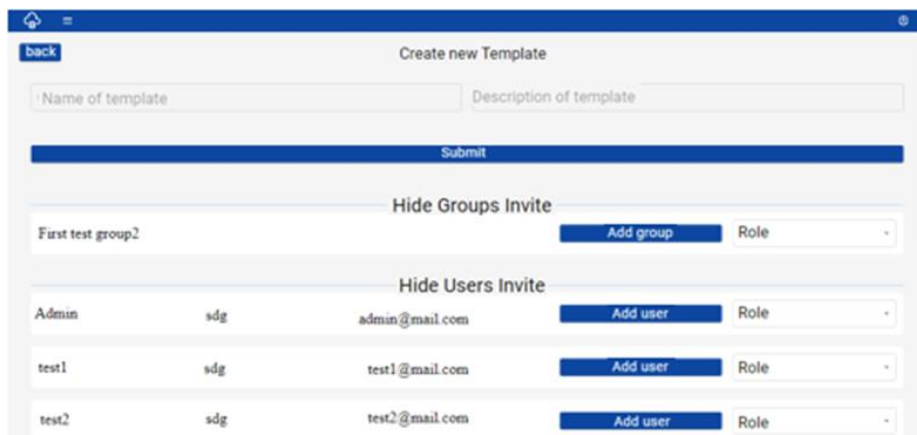 back
Create new Template
Name of template Description of template
Submit
Hide Groups Invite
First test group2 Add group Role
Hide Users Invite
Admin sdg admin@mail.com Add user Role
test1 sdg test1@mail.com Add user Role
test2 sdg test2@mail.com Add user Role